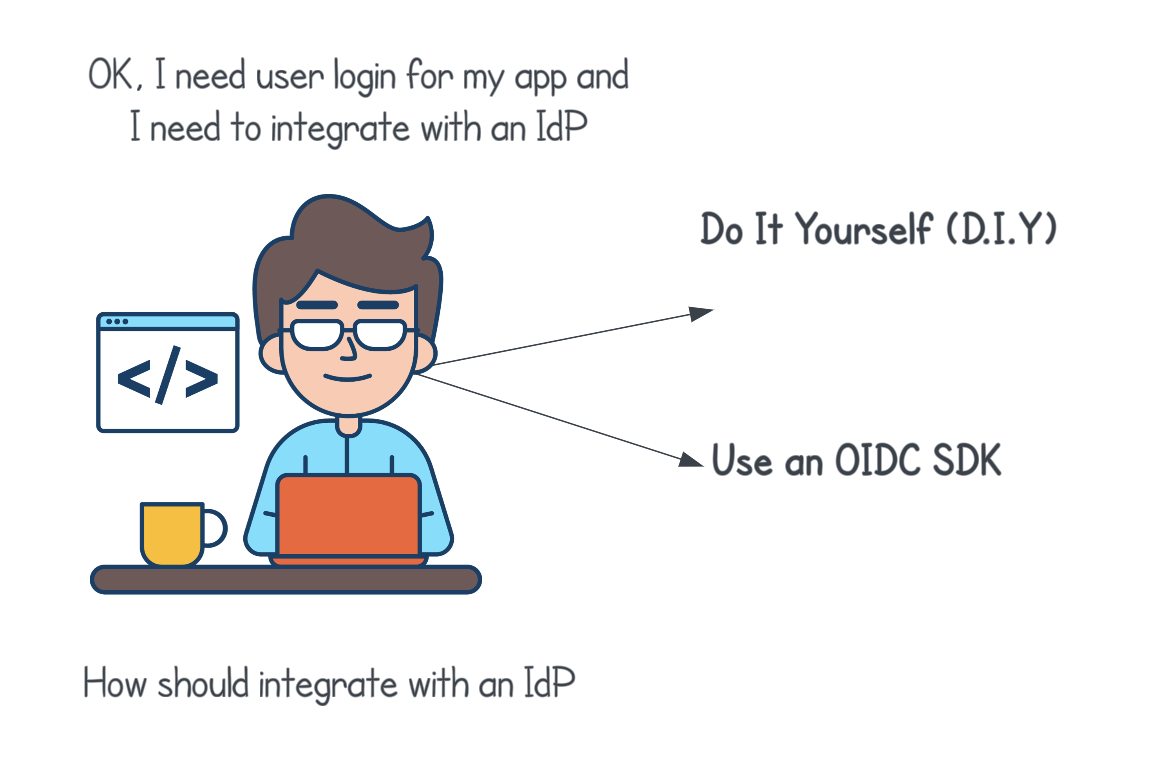 OK, I need user login for my app and
I need to integrate with an IdP
Do It Yourself (D.I.Y)
</>
Use an OIDC SDK
How should integrate with an IdP